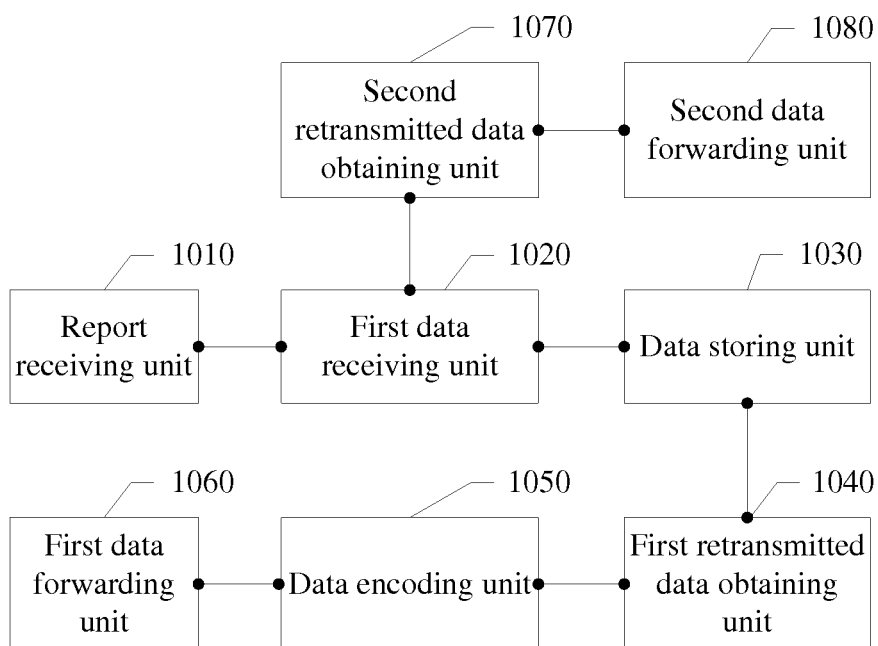 1070
1080
Second
retransmitted data
obtaining unit
Second data
forwarding unit
1010
1020
1030
Report
receiving unit
First data
receiving unit
Data storing unit
1060
1050
1040
First data
forwarding
unit
Data encoding unit
First retransmitted
data obtaining
unit